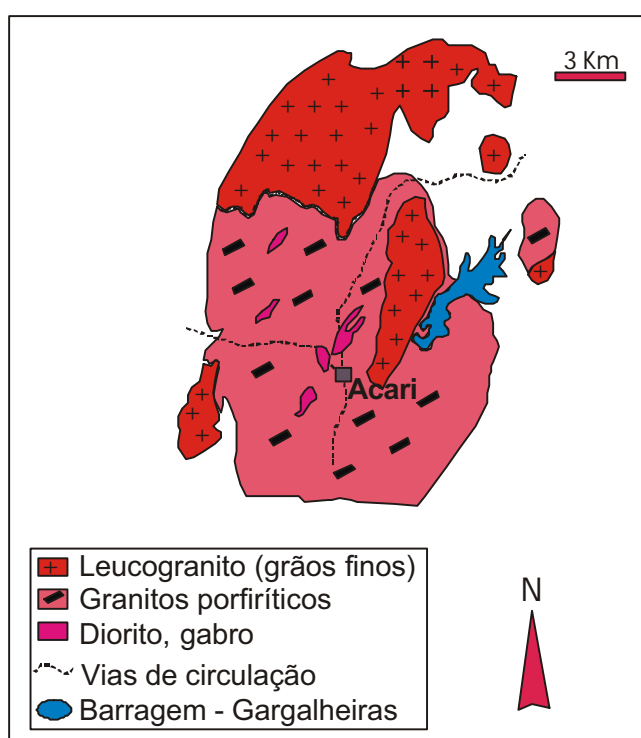 3 Km
Acari
Leucogranito (grãos finos)
Granitos porfiríticos
Diorito, gabro
Vias de circulação
Barragem - Gargalheiras
N